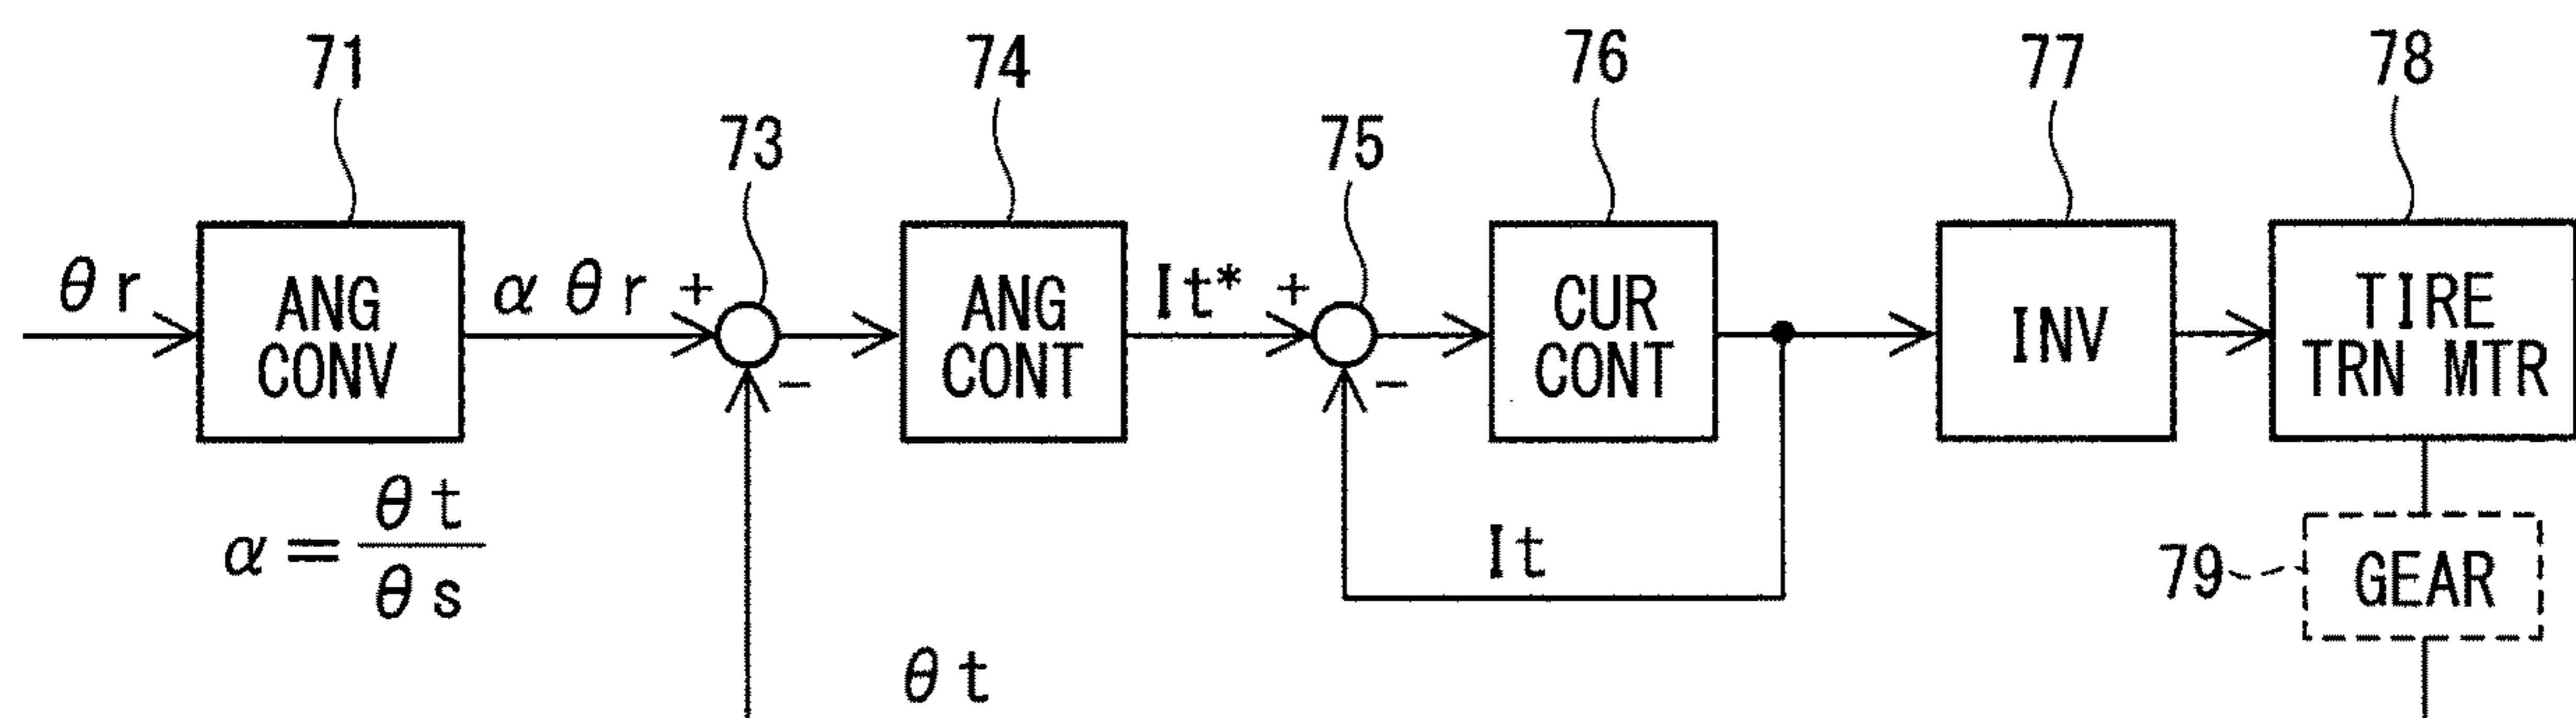 71
74
76
77
78
73
75
θr
ANG
CONV
αθr
+
-
ANG
CONT
It*
+
-
CUR
CONT
INV
TIRE
TRN MTR
α=θt/θs
It
79
GEAR
θt